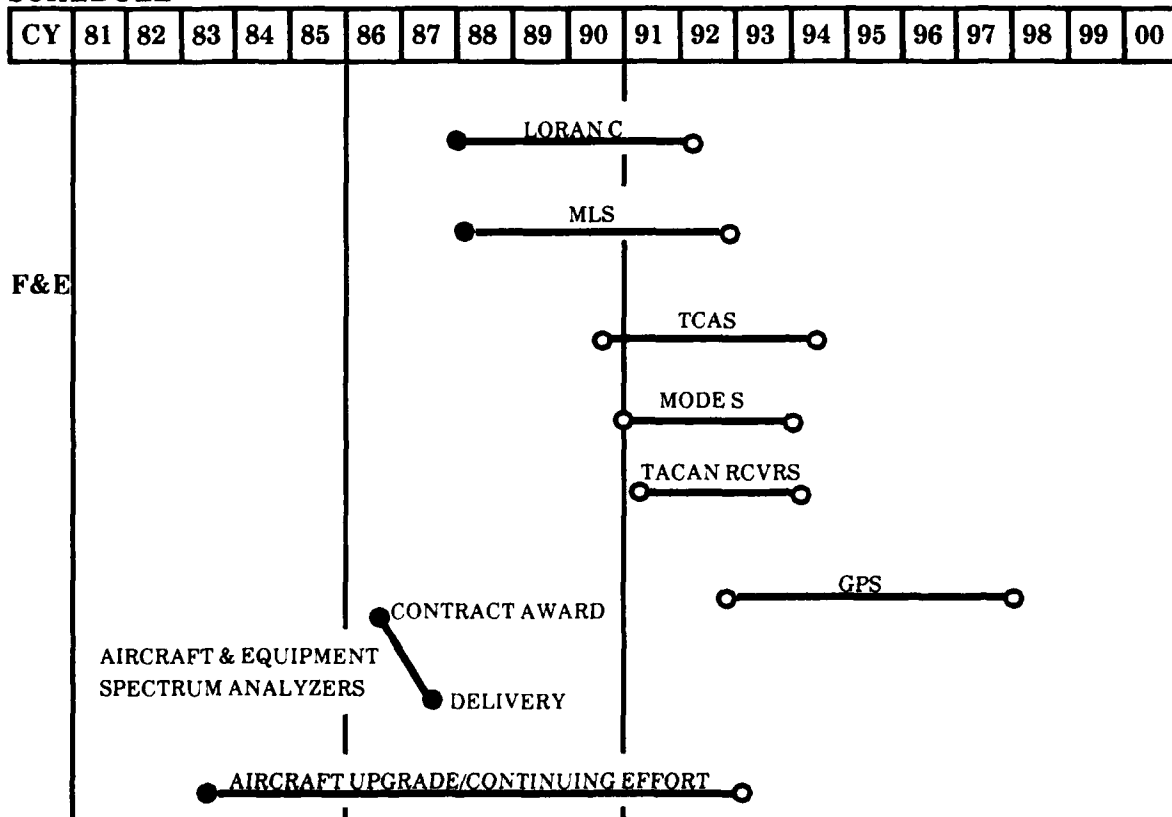 CY 81 82 83 84 85 86 87 88 89 90 91 92 93 94 95 96 97 98 99 00
LORAN C
MLS
F&E
TCAS
MODE S
TACAN RCVRS
GPS
CONTRACT AWARD
AIRCRAFT & EQUIPMENT
SPECTRUM ANALYZERS
DELIVERY
AIRCRAFT UPGRADE/CONTINUING EFFORT